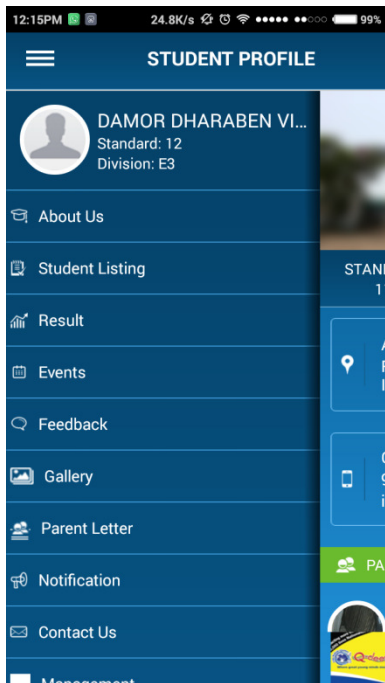 12:15PM 24.8K/s 99%
STUDENT PROFILE
DAMOR DHARABEN VI...
Standard: 12
Division: E3
About Us
Student Listing
Result
Events
Feedback
Gallery
Parent Letter
Notification
Contact Us
Management
STAN
1
PA